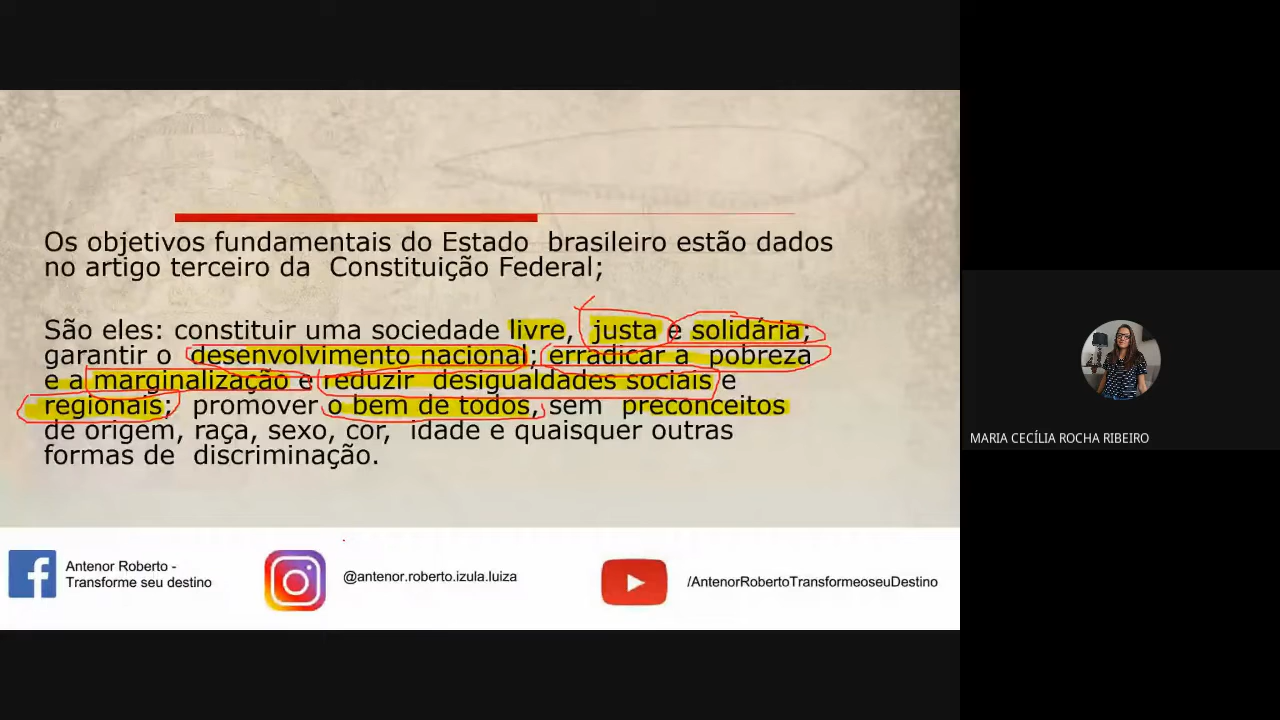 Os objetivos fundamentais do Estado brasileiro estão dados
no artigo terceiro da Constituição Federal;
São eles: constituir uma sociedade livre, justa e solidária;
garantir o desenvolvimento nacional; erradicar a pobreza
e a marginalização e reduzir desigualdades sociais e
regionais; promover o bem de todos, sem preconceitos
de origem, raça, sexo, cor, idade e quaisquer outras
formas de discriminação.
Antenor Roberto -
Transforme seu destino
@antenor.roberto.izula.luiza
/AntenorRobertoTransformeoseuDestino
MARIA CECÍLIA ROCHA RIBEIRO